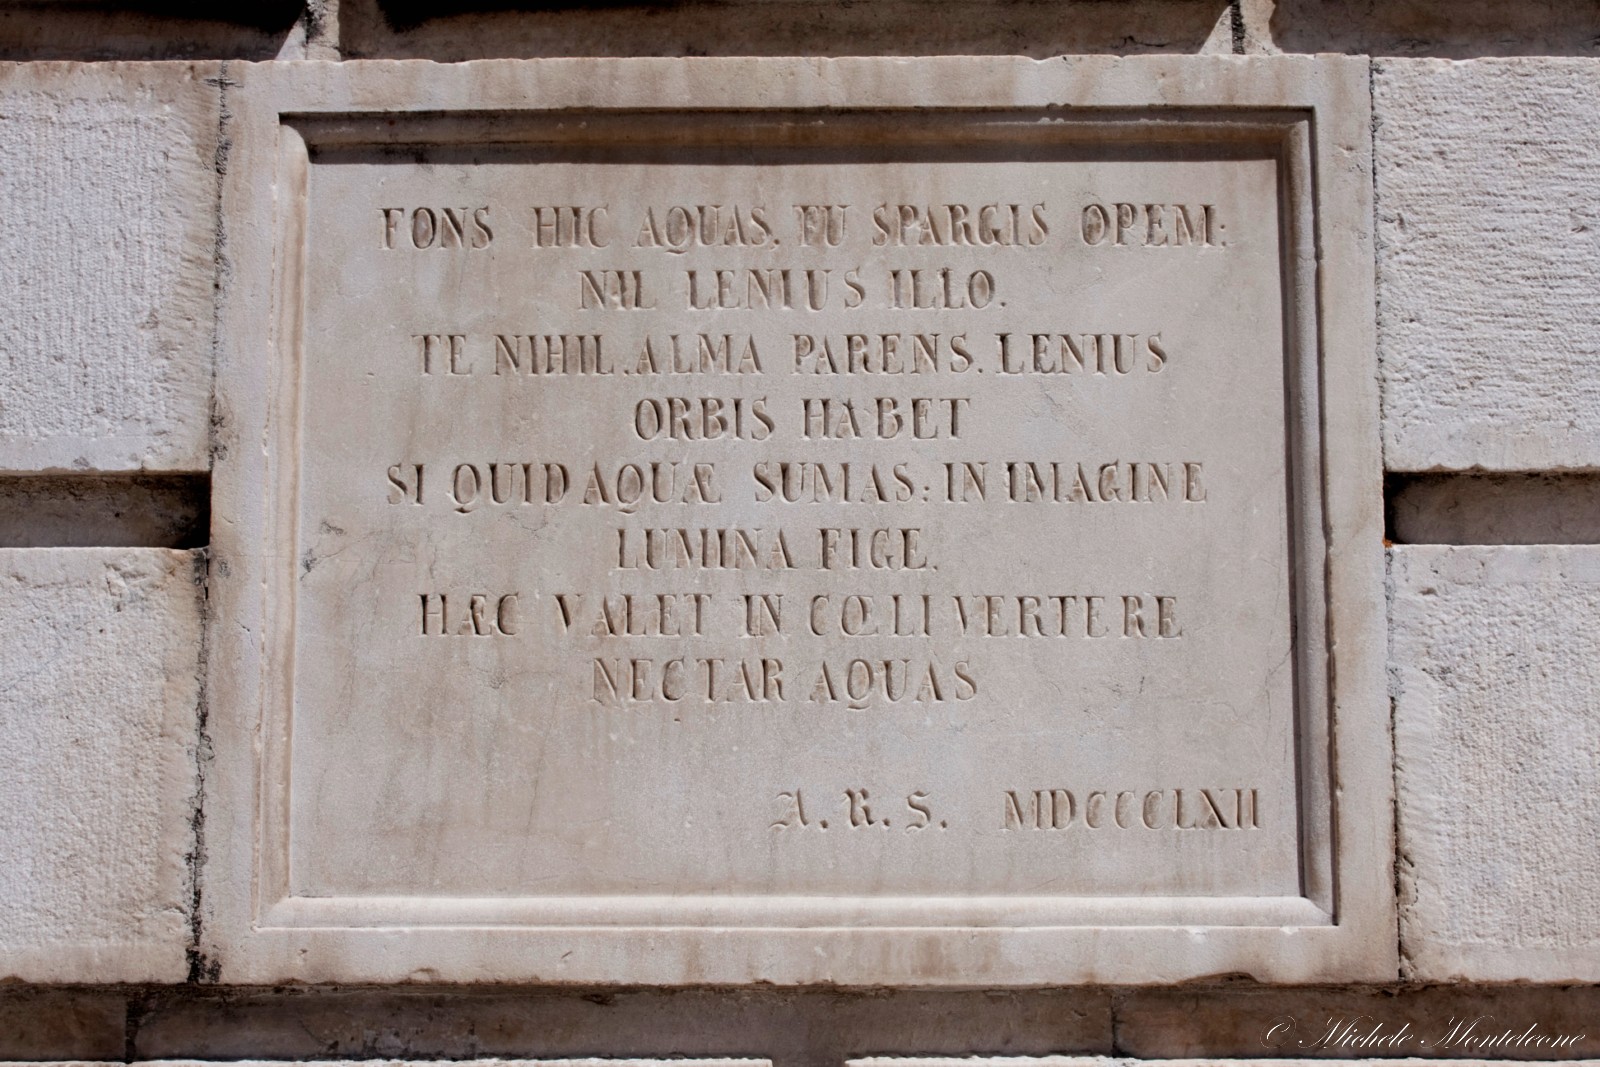 FONS HIC AQUAS, TU SPARGIS OPEM:
NIL LENIUS ILLO.
TE NIHIL, ALMA PARENS, LENIUS
ORBIS HABET
SI QUID AQUÆ SUMAS: IN IMAGINE
LUMINA FIGE.
HÆC VALET IN CŒLI VERTERE
NECTAR AQUAS
A. R. S. MDCCCCLXII
© Michele Monteleone